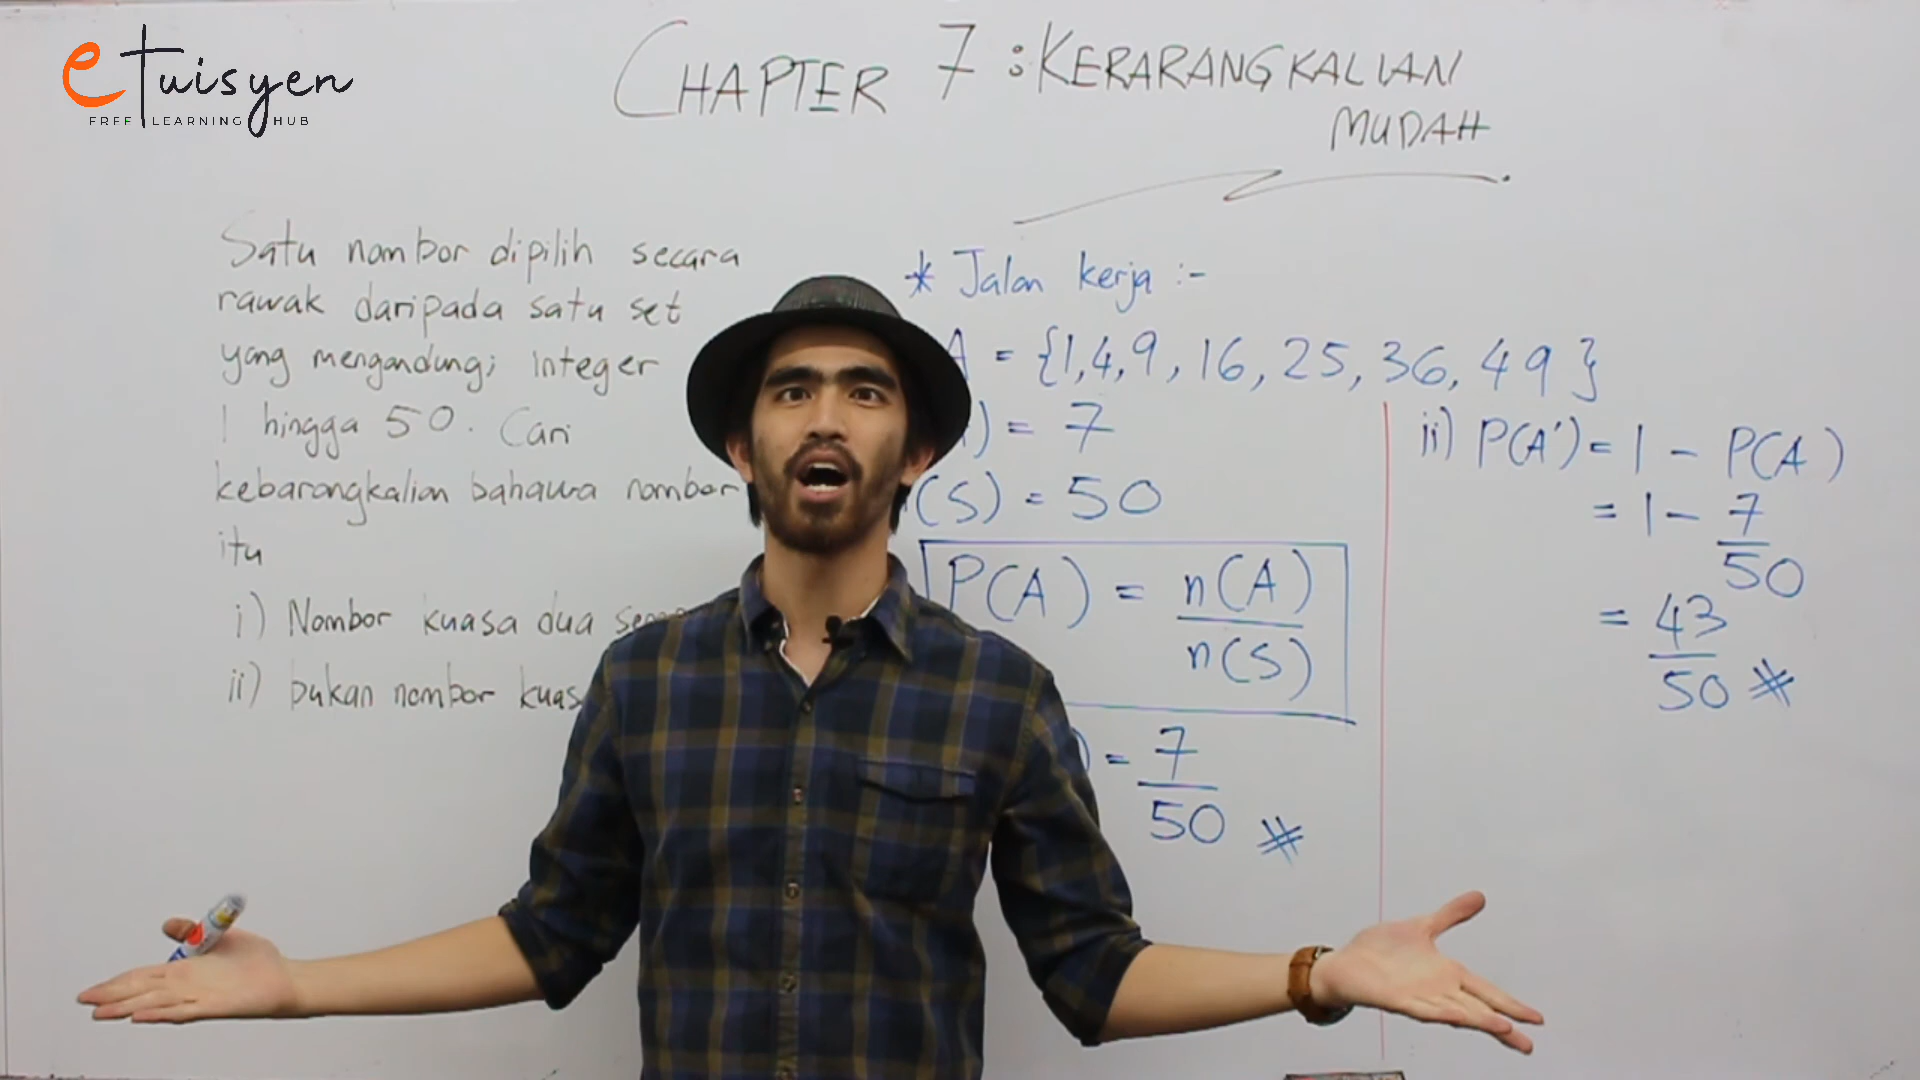 eTuisyen
FREE LEARNING HUB
CHAPTER 7 : KERARANGKALIAN
MUDAH
Satu nombor dipilih secara
rawak daripada satu set
yang mengandungi integer
1 hingga 50. Cari
kebarangkalian bahawa nombor
itu
i) Nombor kuasa dua
ii) bukan nombor
* Jalan kerja :-
A = {1,4,9, 16, 25, 36, 49}
) = 7
(S) = 50
P(A) = n(A)
n(S)
) = 7
50 #
ii) P(A') = 1 - P(A)
= 1 - 7
50
= 43
50 #